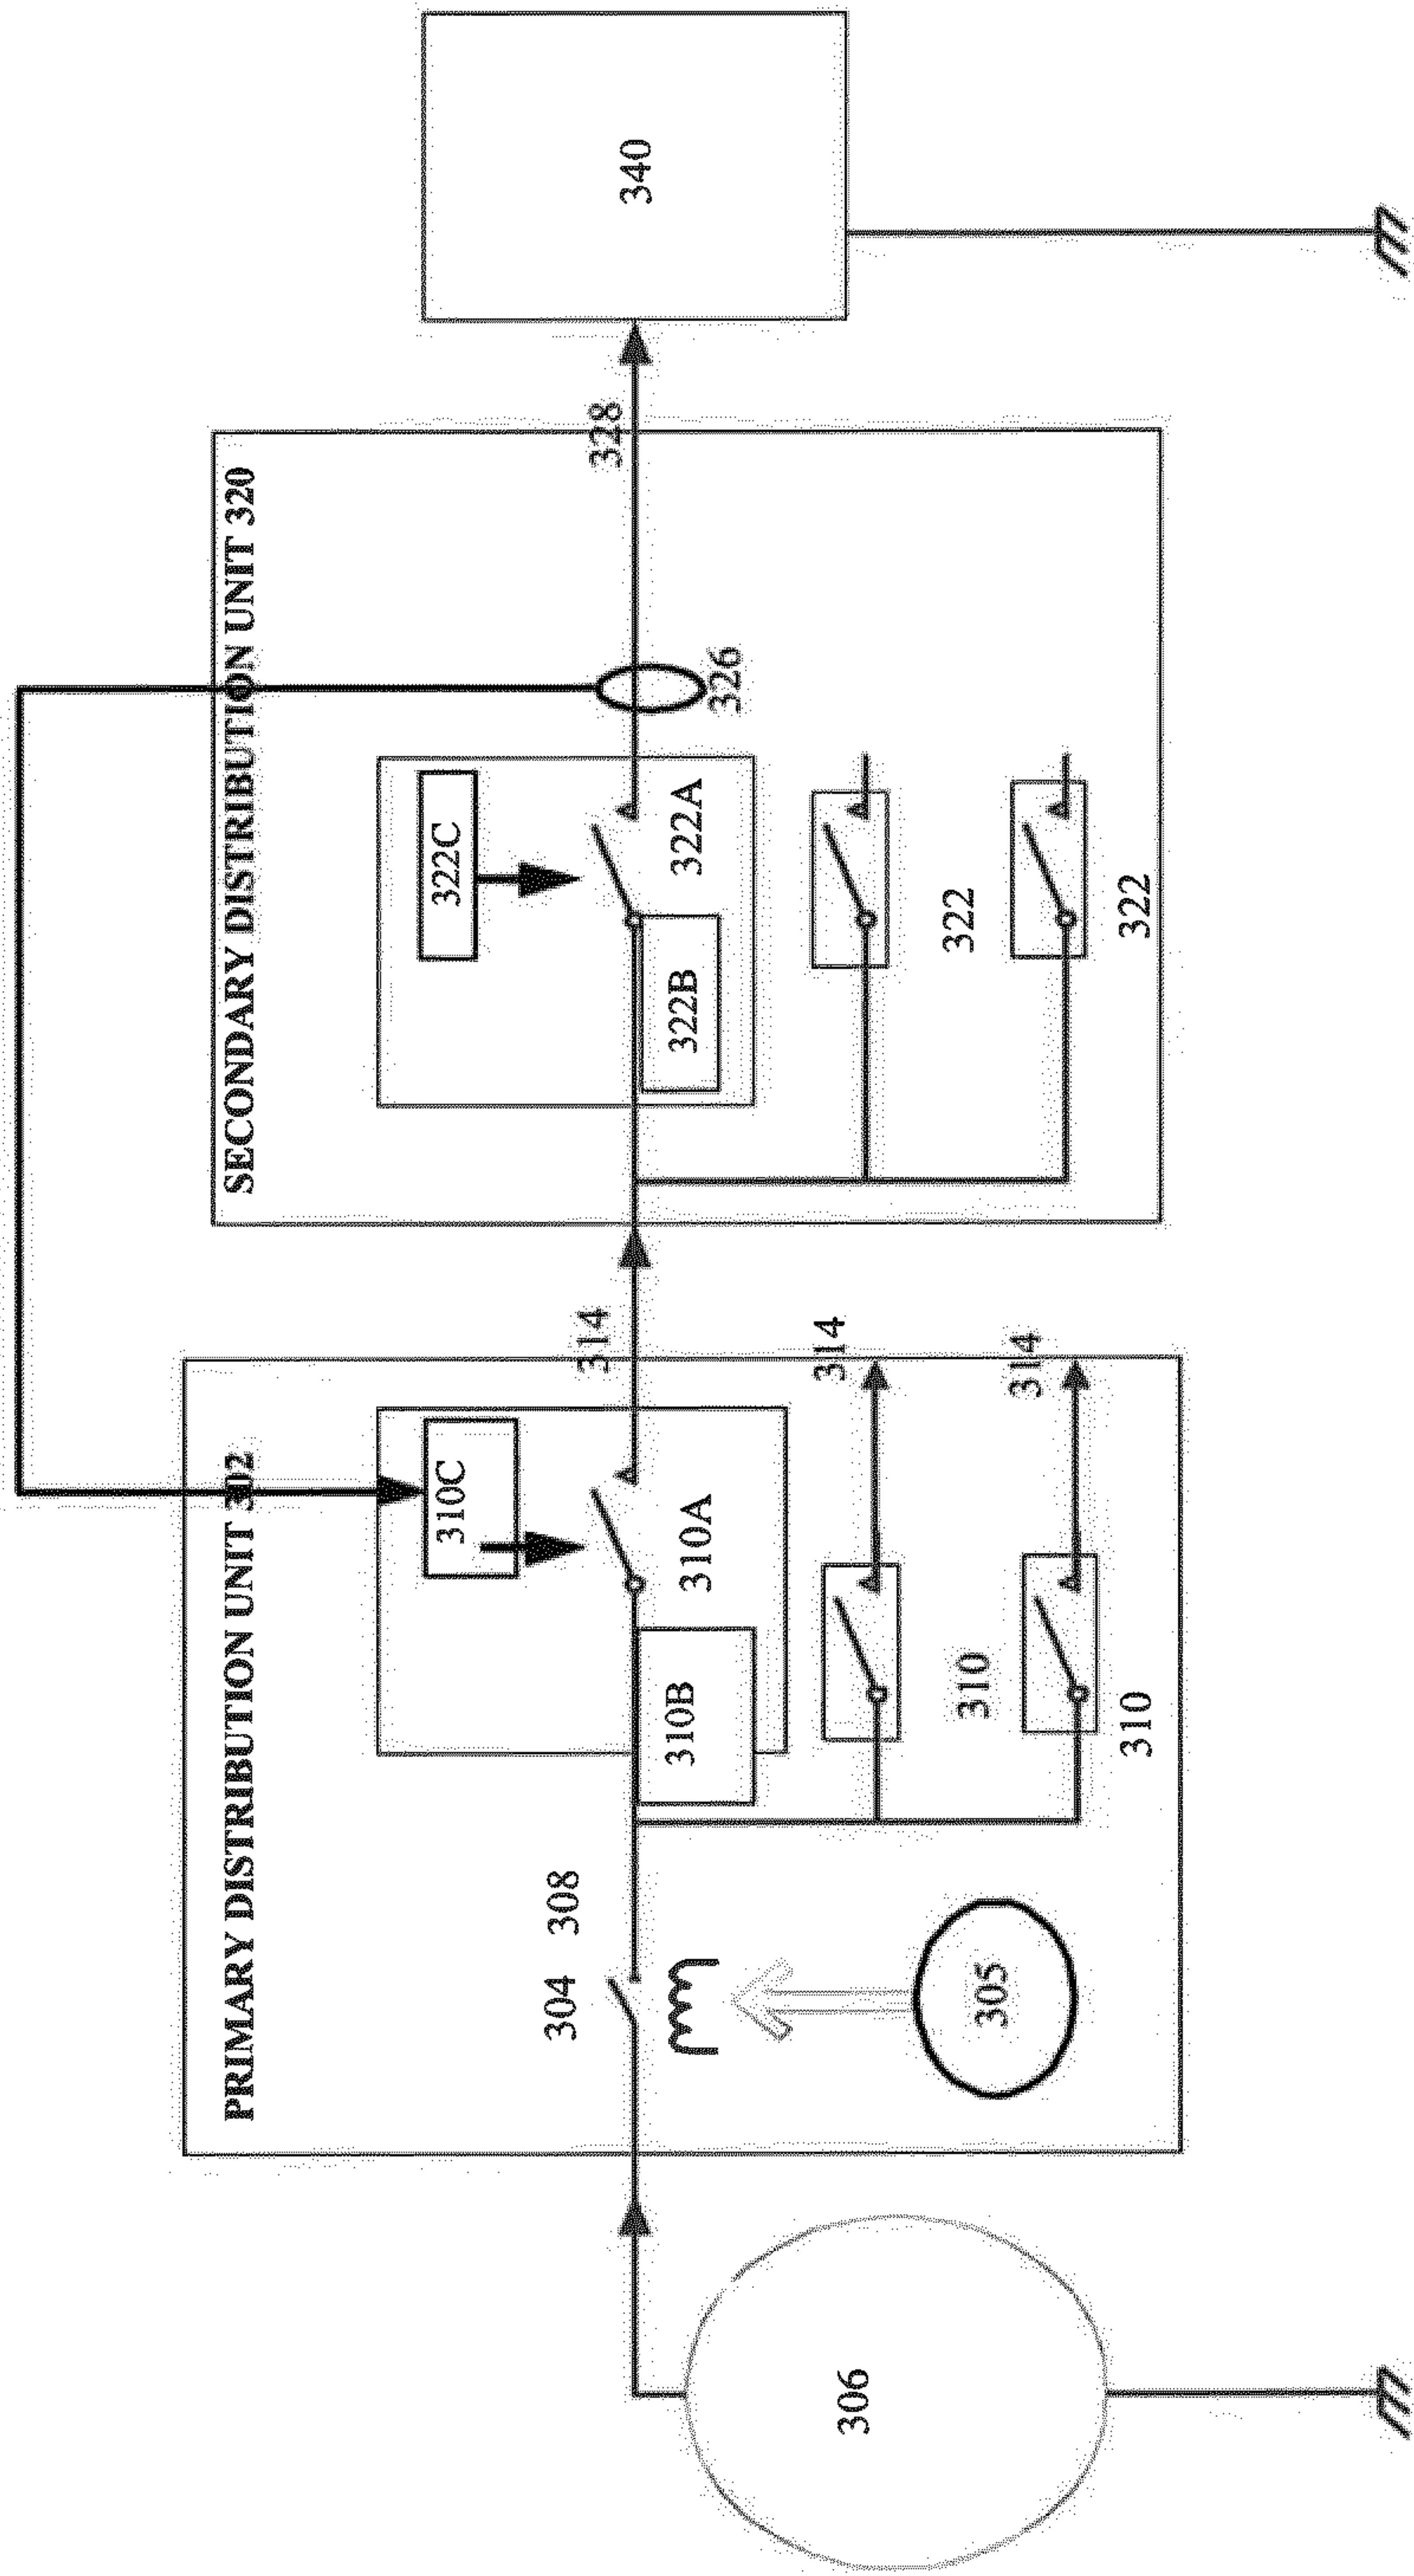 PRIMARY DISTRIBUTION UNIT 302
SECONDARY DISTRIBUTION UNIT 320
310C
322C
304
308
314
328
340
310B
310A
322B
322A
326
314
306
305
310
314
322
310
322